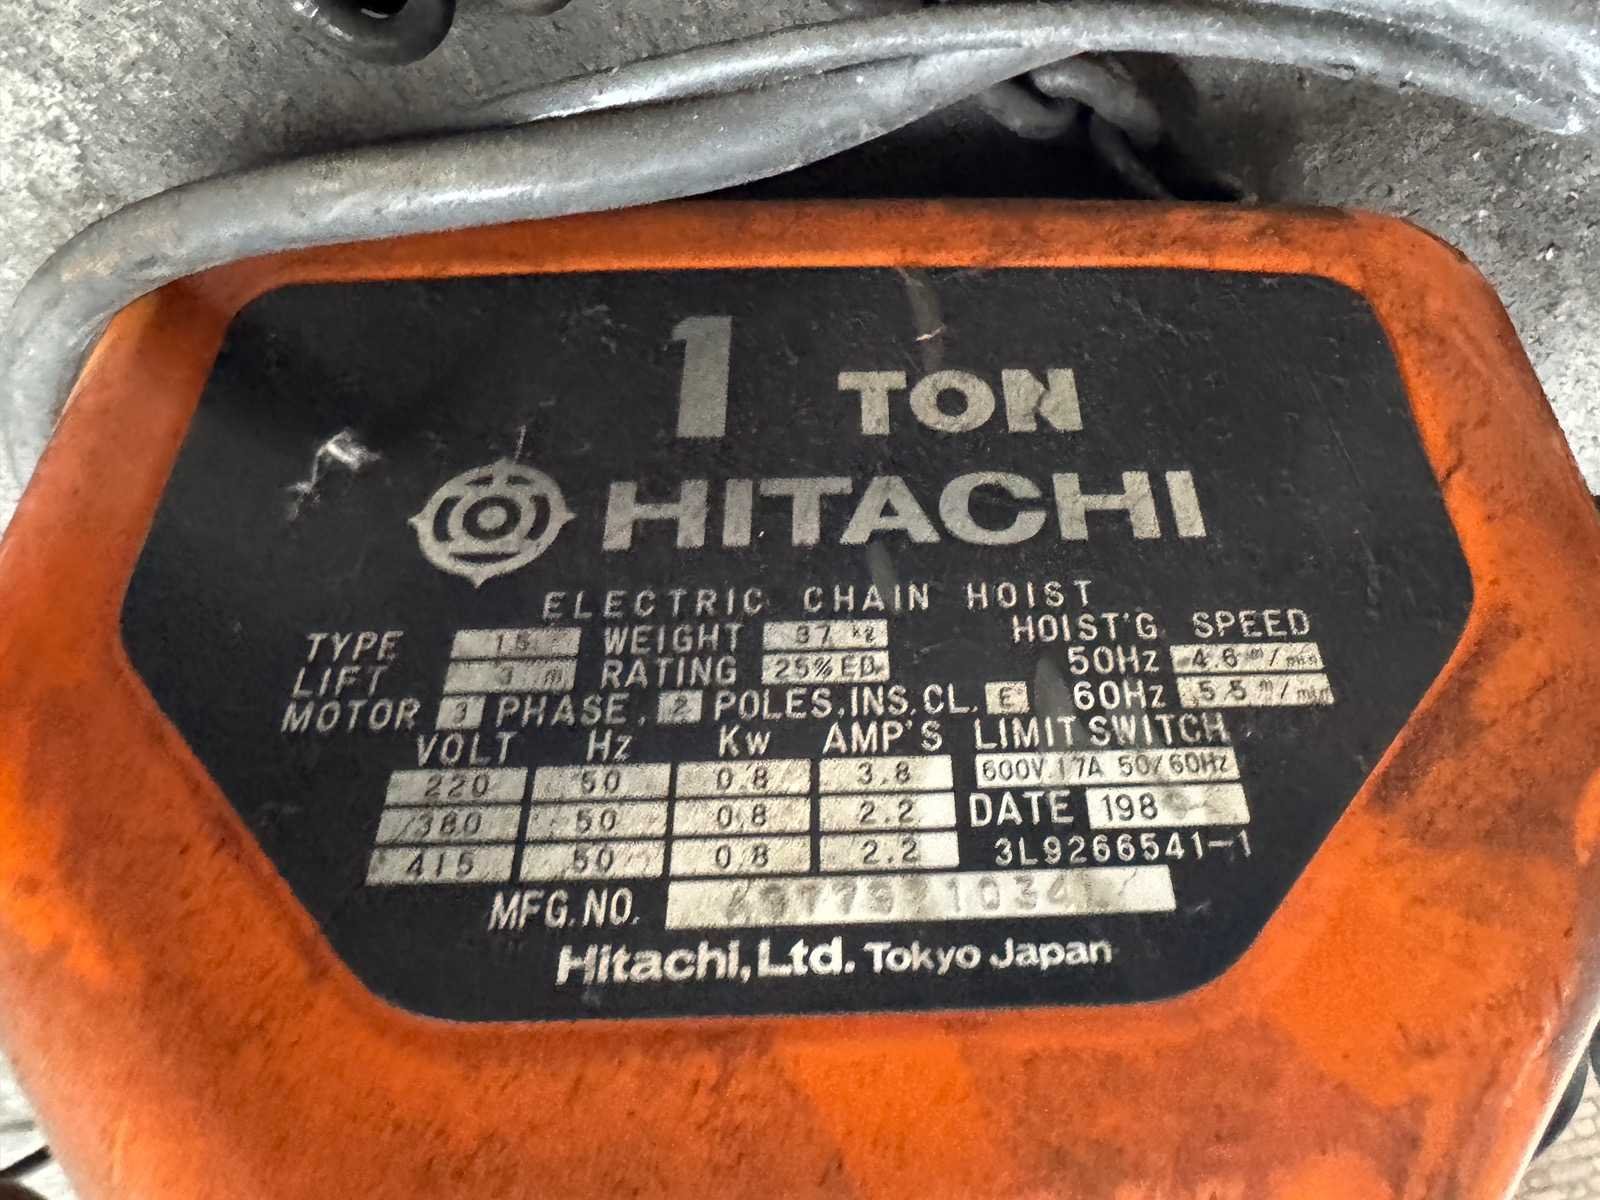 1 TON
HITACHI
ELECTRIC CHAIN HOIST
TYPE 1S WEIGHT 37 kg HOIST'G. SPEED
LIFT 3 m RATING 25%ED. 50Hz 4.6 m/min
MOTOR 3 PHASE, 2 POLES. INS. CL. E 60Hz 5.5 m/min
VOLT Hz Kw AMP'S LIMIT SWITCH
220 50 0.8 3.8 600V. 17A 50/60Hz
380 50 0.8 2.2 DATE 198
415 50 0.8 2.2 3L9266541-1
MFG. NO.
Hitachi, Ltd. Tokyo Japan